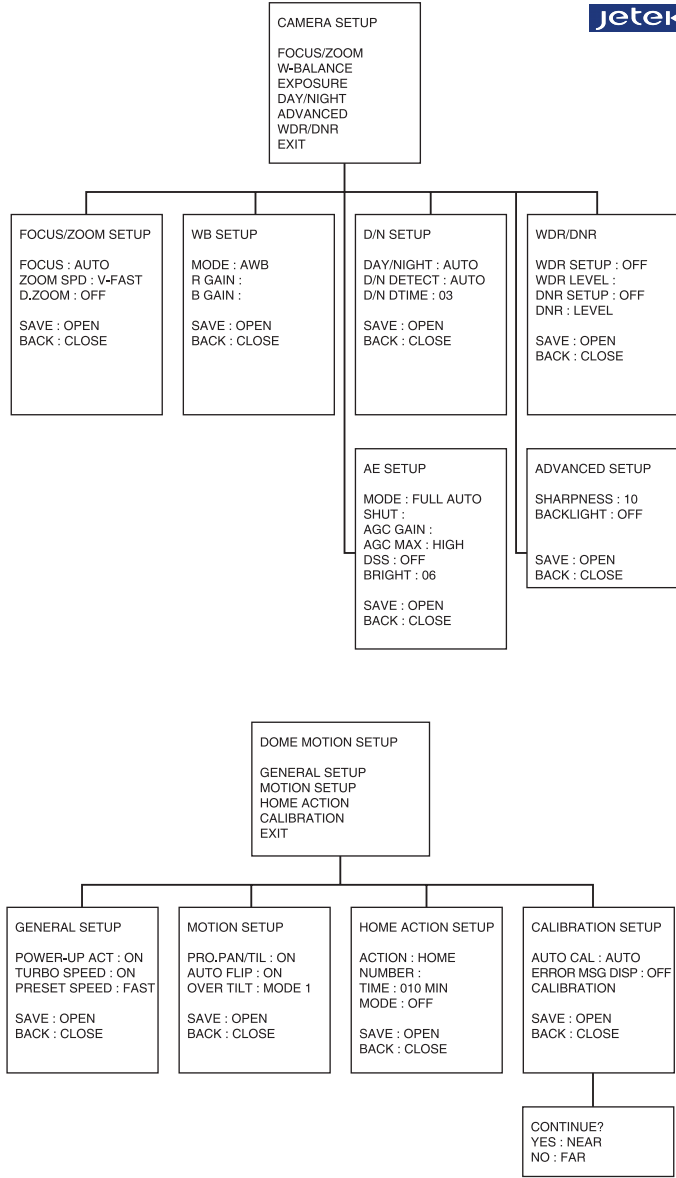 Jetek
CAMERA SETUP
FOCUS/ZOOM
W-BALANCE
EXPOSURE
DAY/NIGHT
ADVANCED
WDR/DNR
EXIT
FOCUS/ZOOM SETUP
FOCUS : AUTO
ZOOM SPD : V-FAST
D.ZOOM : OFF
SAVE : OPEN
BACK : CLOSE
WB SETUP
MODE : AWB
R GAIN :
B GAIN :
SAVE : OPEN
BACK : CLOSE
D/N SETUP
DAY/NIGHT : AUTO
D/N DETECT : AUTO
D/N DTIME : 03
SAVE : OPEN
BACK : CLOSE
WDR/DNR
WDR SETUP : OFF
WDR LEVEL :
DNR SETUP : OFF
DNR : LEVEL
SAVE : OPEN
BACK : CLOSE
AE SETUP
MODE : FULL AUTO
SHUT :
AGC GAIN :
AGC MAX : HIGH
DSS : OFF
BRIGHT : 06
SAVE : OPEN
BACK : CLOSE
ADVANCED SETUP
SHARPNESS : 10
BACKLIGHT : OFF
SAVE : OPEN
BACK : CLOSE
DOME MOTION SETUP
GENERAL SETUP
MOTION SETUP
HOME ACTION
CALIBRATION
EXIT
GENERAL SETUP
POWER-UP ACT : ON
TURBO SPEED : ON
PRESET SPEED : FAST
SAVE : OPEN
BACK : CLOSE
MOTION SETUP
PRO.PAN/TIL : ON
AUTO FLIP : ON
OVER TILT : MODE 1
SAVE : OPEN
BACK : CLOSE
HOME ACTION SETUP
ACTION : HOME
NUMBER :
TIME : 010 MIN
MODE : OFF
SAVE : OPEN
BACK : CLOSE
CALIBRATION SETUP
AUTO CAL : AUTO
ERROR MSG DISP : OFF
CALIBRATION
SAVE : OPEN
BACK : CLOSE
CONTINUE?
YES : NEAR
NO : FAR